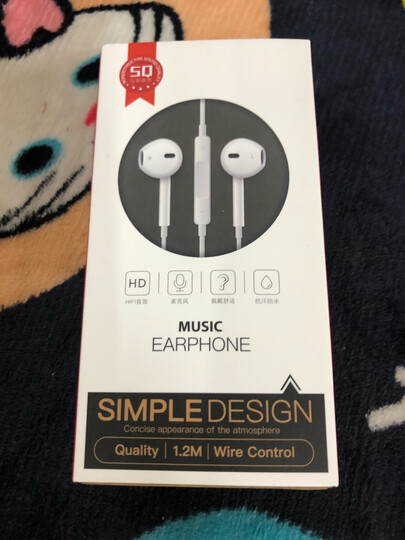 SQ
HD
HIFI音效
麦克风
佩戴舒适
抗汗防水
MUSIC
EARPHONE
SIMPLE DESIGN
Concise appearance of the atmosphere
Quality | 1.2M | Wire Control